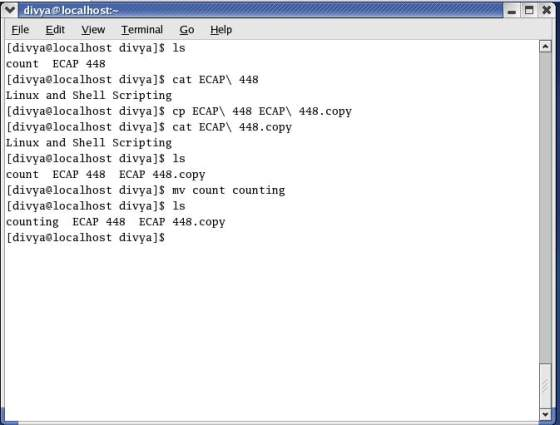 divya@localhost:~
File Edit View Terminal Go Help
[divya@localhost divya]$ ls
count  ECAP 448
[divya@localhost divya]$ cat ECAP\ 448
Linux and Shell Scripting
[divya@localhost divya]$ cp ECAP\ 448 ECAP\ 448.copy
[divya@localhost divya]$ cat ECAP\ 448.copy
Linux and Shell Scripting
[divya@localhost divya]$ ls
count  ECAP 448  ECAP 448.copy
[divya@localhost divya]$ mv count counting
[divya@localhost divya]$ ls
counting  ECAP 448  ECAP 448.copy
[divya@localhost divya]$